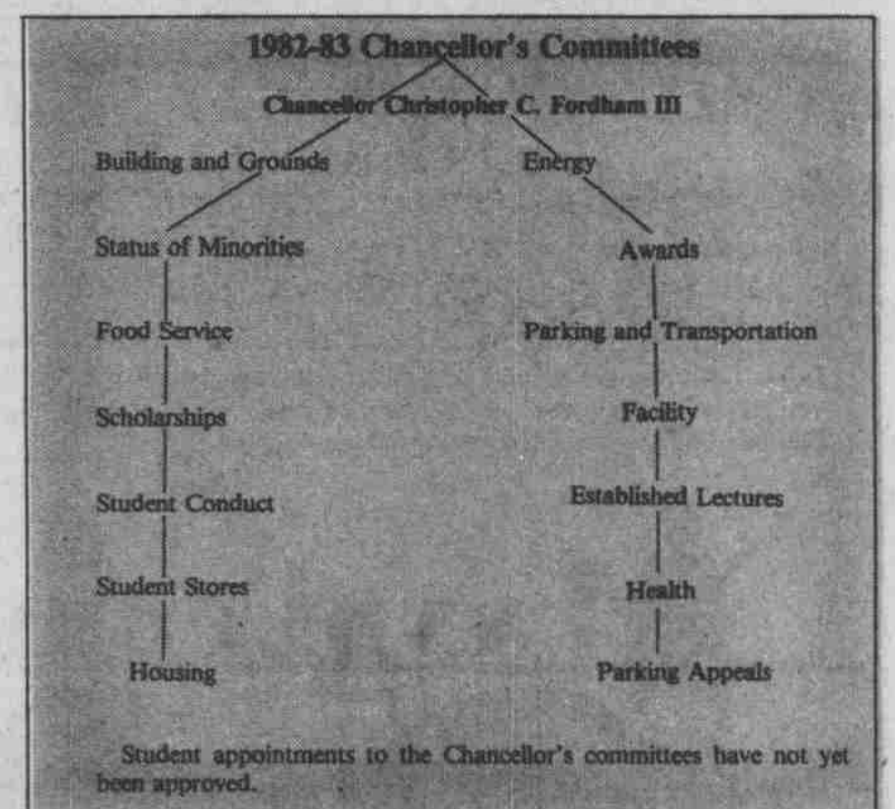 1982-83 Chancellor's Committees
Chancellor Christopher C. Fordham III
Building and Grounds
Energy
Status of Minorities
Awards
Food Service
Parking and Transportation
Scholarships
Facility
Student Conduct
Established Lectures
Student Stores
Health
Housing
Parking Appeals
Student appointments to the Chancellor's committees have not yet
been approved.